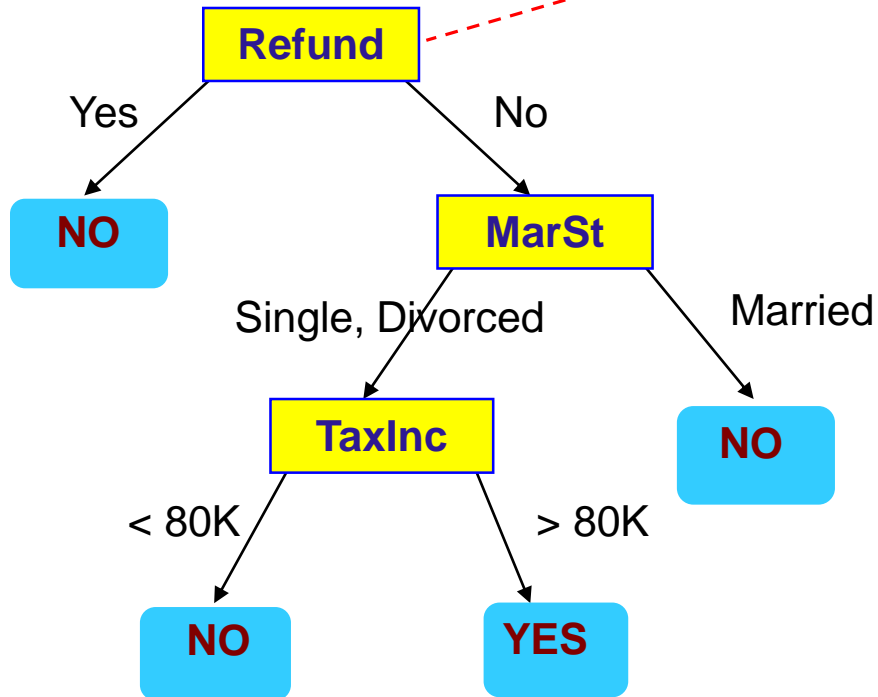 Refund
Yes
No
NO
MarSt
Single, Divorced
Married
TaxInc
NO
< 80K
> 80K
NO
YES